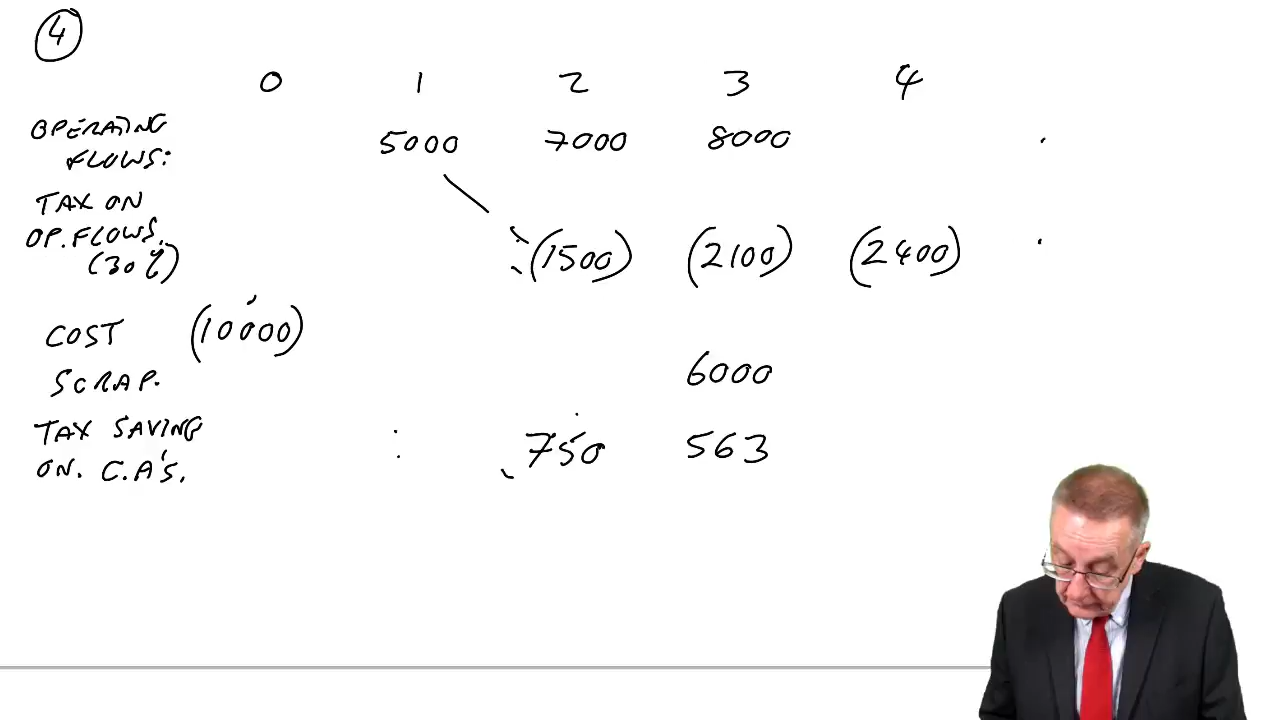 4
0 1 2 3 4
OPERATING
FLOWS: 5000 7000 8000
TAX ON
OP. FLOWS. (1500) (2100) (2400)
(30%)
COST (10000)
SCRAP. 6000
TAX SAVING
ON. C.A'S. 750 563